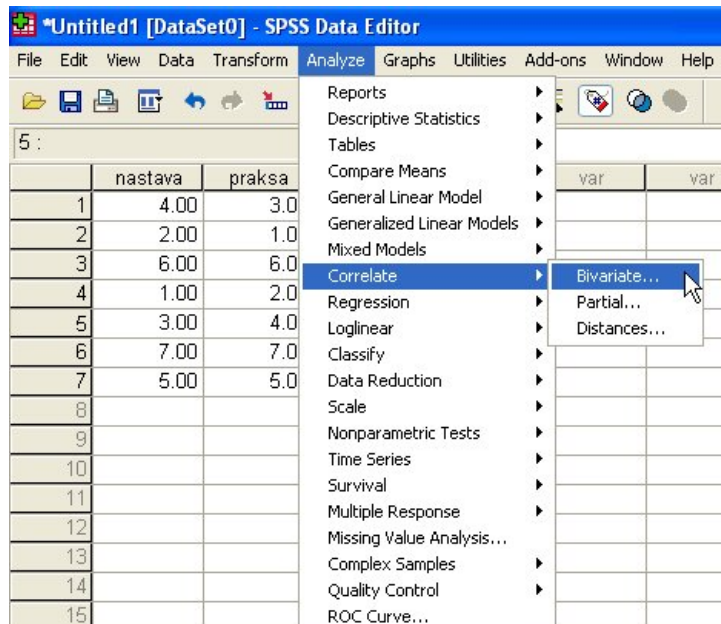 *Untitled1 [DataSet0] - SPSS Data Editor
File Edit View Data Transform Analyze Graphs Utilities Add-ons Window Help
5 :
nastava praksa var var
1 4.00 3.0
2 2.00 1.0
3 6.00 6.0
4 1.00 2.0
5 3.00 4.0
6 7.00 7.0
7 5.00 5.0
8
9
10
11
12
13
14
15
Reports
Descriptive Statistics
Tables
Compare Means
General Linear Model
Generalized Linear Models
Mixed Models
Correlate
Regression
Loglinear
Classify
Data Reduction
Scale
Nonparametric Tests
Time Series
Survival
Multiple Response
Missing Value Analysis...
Complex Samples
Quality Control
ROC Curve...
Bivariate...
Partial...
Distances...